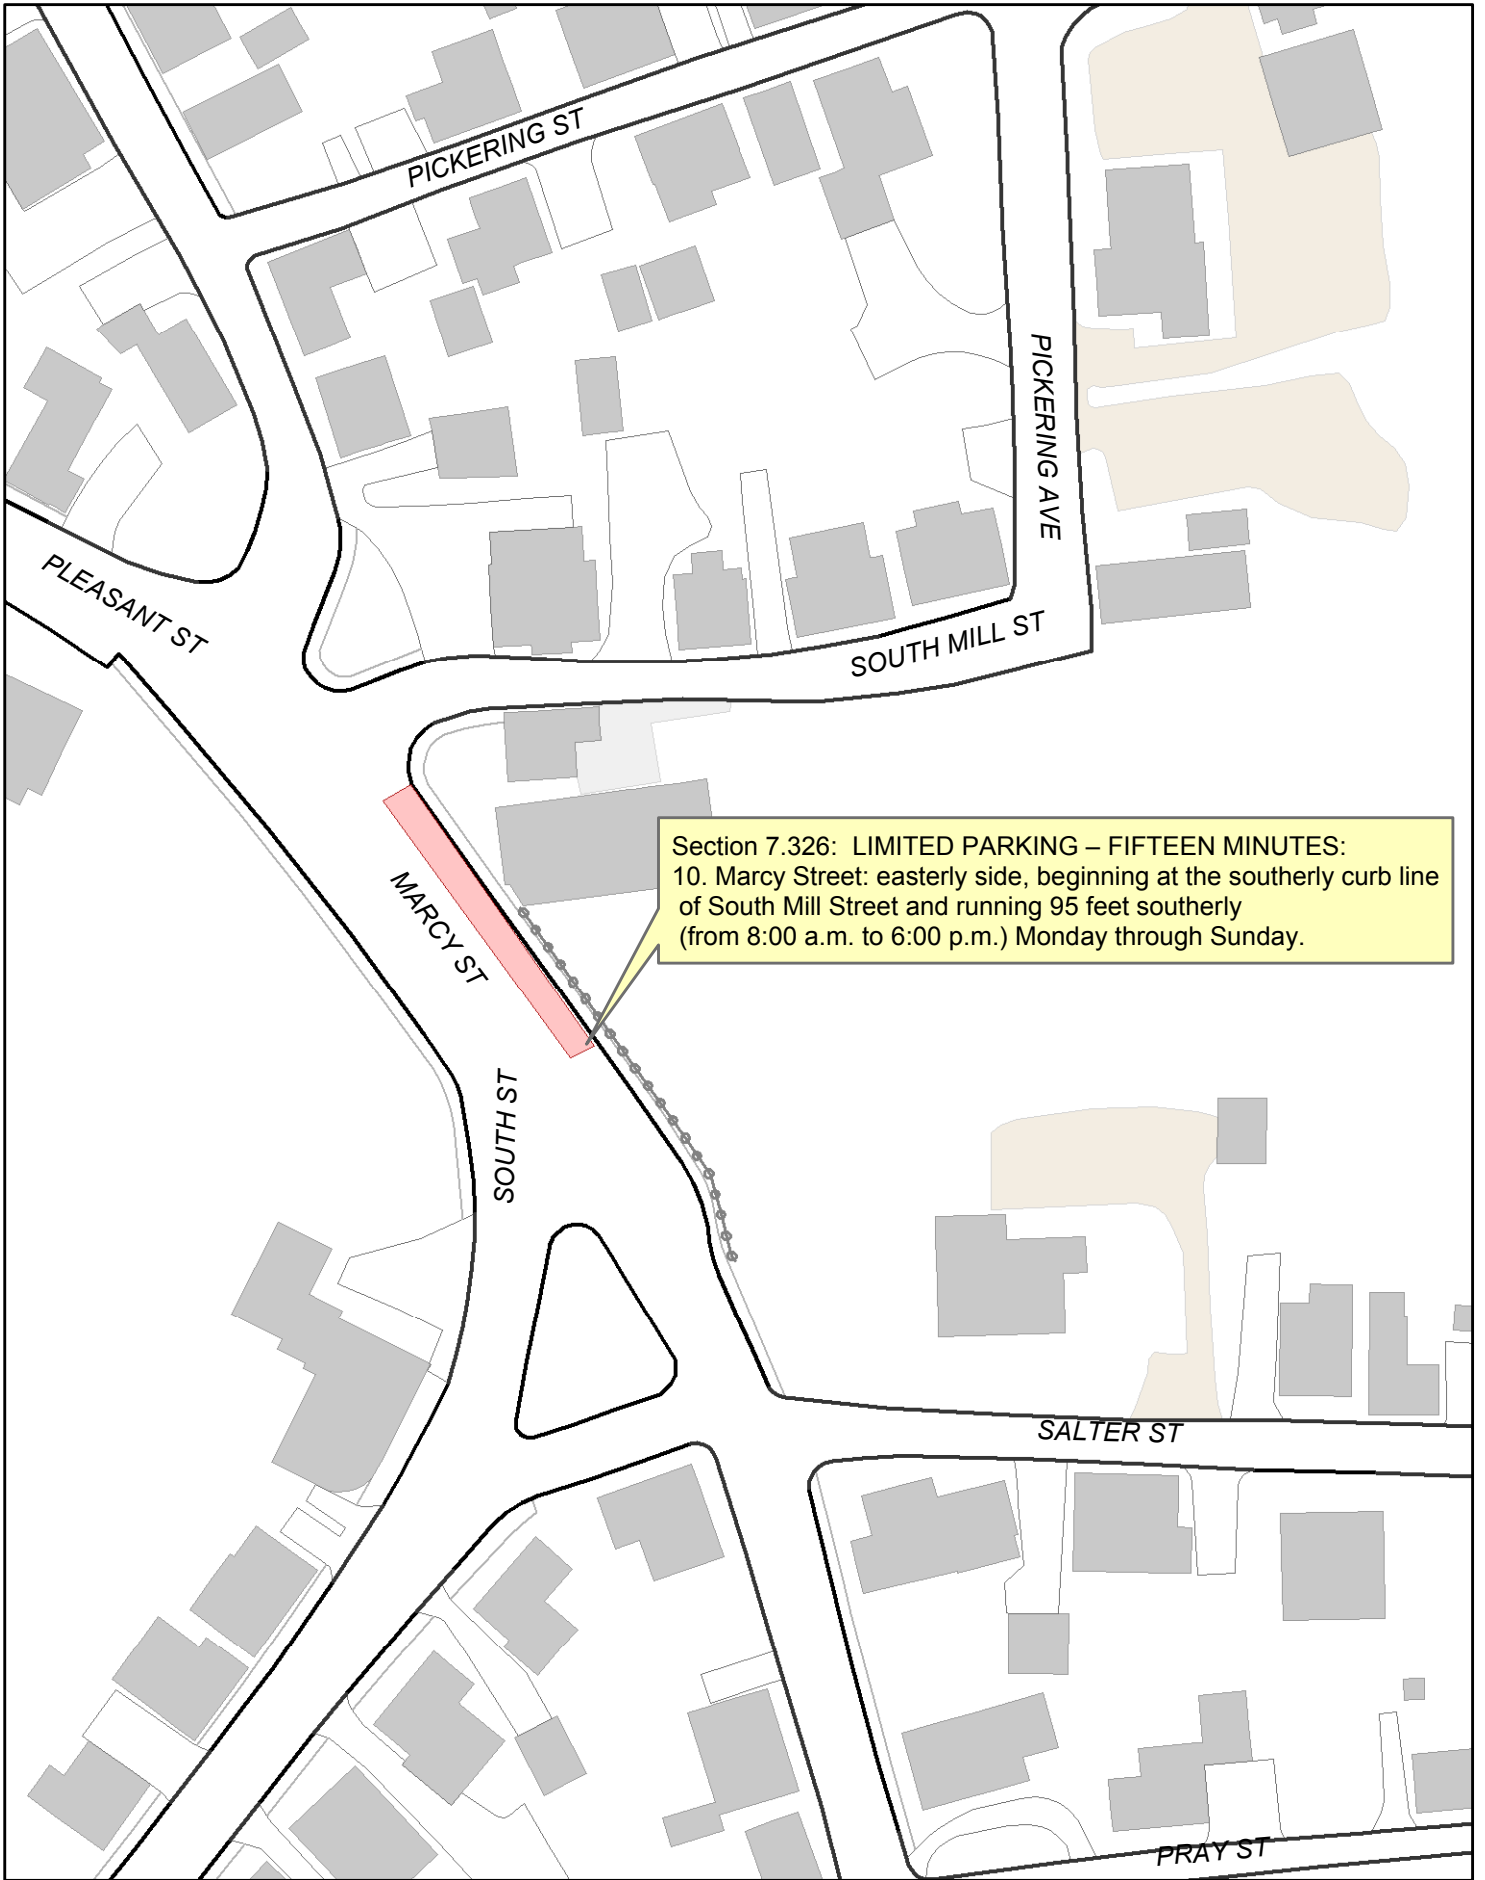 PICKERING ST
PICKERING AVE
PLEASANT ST
SOUTH MILL ST
Section 7.326: LIMITED PARKING – FIFTEEN MINUTES:
10. Marcy Street: easterly side, beginning at the southerly curb line
of South Mill Street and running 95 feet southerly
(from 8:00 a.m. to 6:00 p.m.) Monday through Sunday.
MARCY ST
SOUTH ST
SALTER ST
PRAY ST